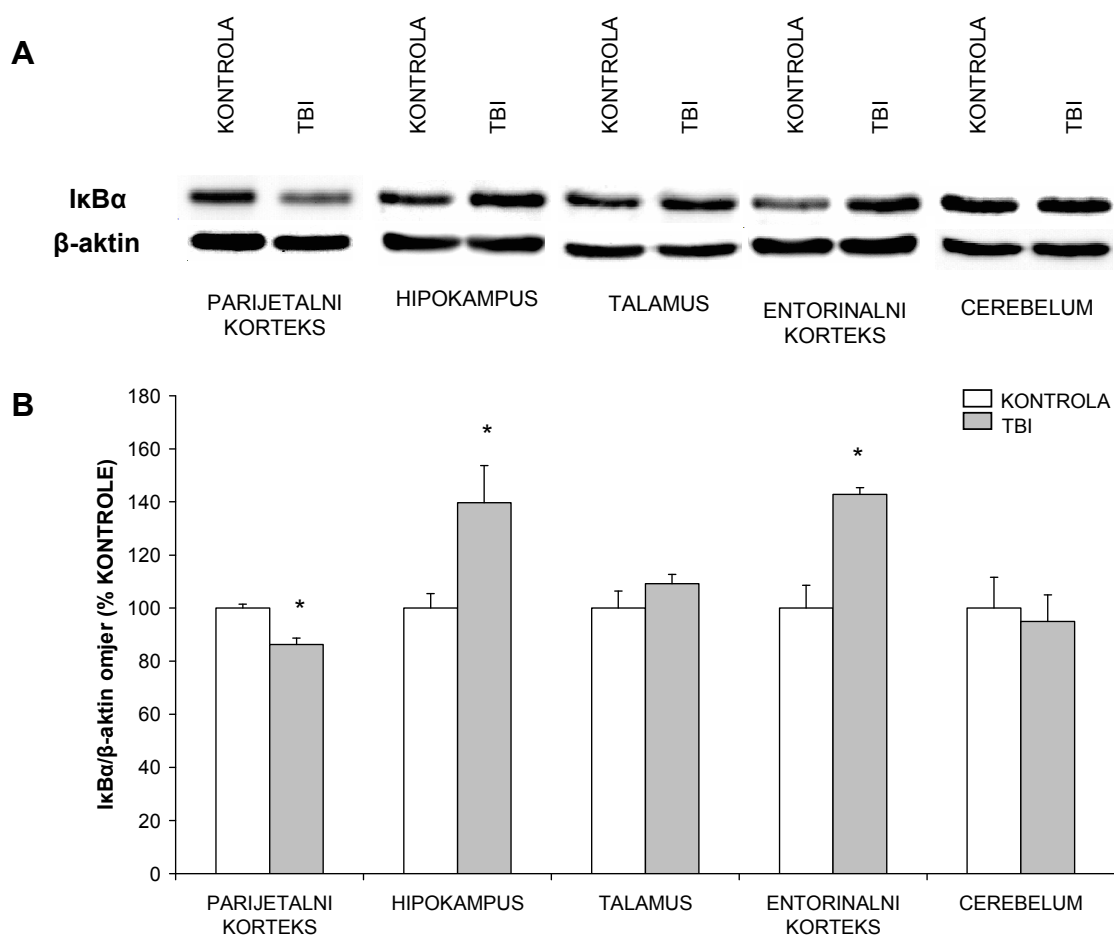 A
KONTROLA TBI KONTROLA TBI KONTROLA TBI KONTROLA TBI KONTROLA TBI
IκBα
β-aktin
PARIJETALNI KORTEKS
HIPOKAMPUS
TALAMUS
ENTORINALNI KORTEKS
CEREBELUM
B
KONTROLA
TBI
IκBα/β-aktin omjer (% KONTROLE)
180
160
140
120
100
80
60
40
20
0
* * *
PARIJETALNI
KORTEKS
HIPOKAMPUS
TALAMUS
ENTORINALNI
KORTEKS
CEREBELUM